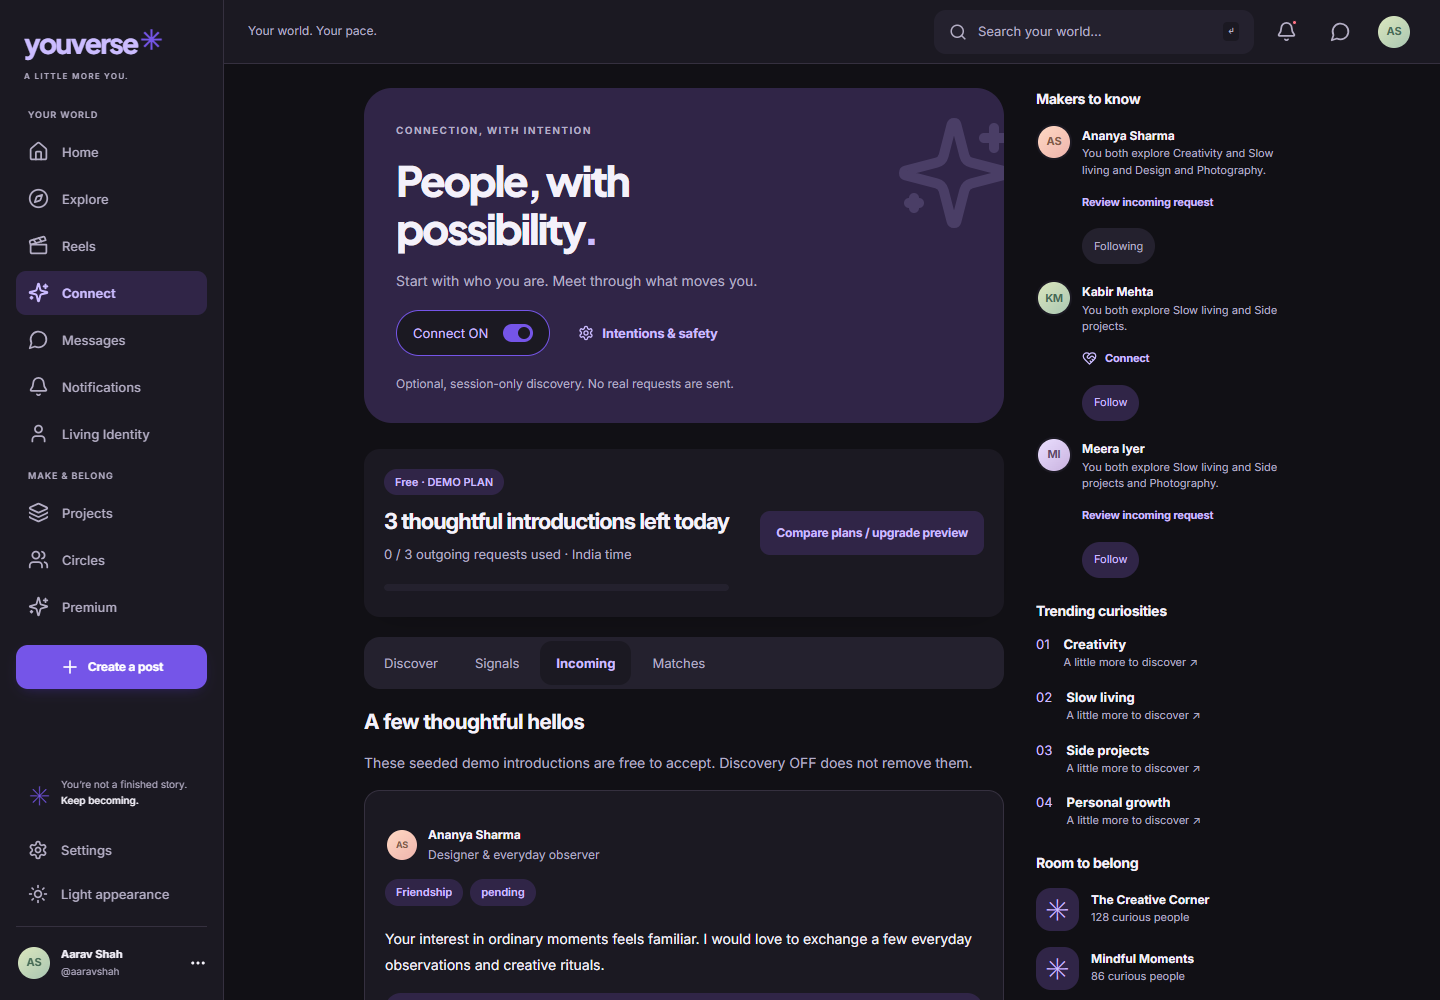 youverse
A LITTLE MORE YOU.
YOUR WORLD
Home
Explore
Reels
Connect
Messages
Notifications
Living Identity
MAKE & BELONG
Projects
Circles
Premium
Create a post
You're not a finished story.
Keep becoming.
Settings
Light appearance
AS
Aarav Shah
@aaravshah
Your world. Your pace.
Search your world...
AS
CONNECTION, WITH INTENTION
People, with
possibility.
Start with who you are. Meet through what moves you.
Connect ON
Intentions & safety
Optional, session-only discovery. No real requests are sent.
Free · DEMO PLAN
3 thoughtful introductions left today
0 / 3 outgoing requests used · India time
Compare plans / upgrade preview
Discover
Signals
Incoming
Matches
A few thoughtful hellos
These seeded demo introductions are free to accept. Discovery OFF does not remove them.
AS
Ananya Sharma
Designer & everyday observer
Friendship
pending
Your interest in ordinary moments feels familiar. I would love to exchange a few everyday
observations and creative rituals.
Makers to know
AS
Ananya Sharma
You both explore Creativity and Slow
living and Design and Photography.
Review incoming request
Following
KM
Kabir Mehta
You both explore Slow living and Side
projects.
Connect
Follow
MI
Meera Iyer
You both explore Slow living and Side
projects and Photography.
Review incoming request
Follow
Trending curiosities
01 Creativity
A little more to discover ↗
02 Slow living
A little more to discover ↗
03 Side projects
A little more to discover ↗
04 Personal growth
A little more to discover ↗
Room to belong
The Creative Corner
128 curious people
Mindful Moments
86 curious people